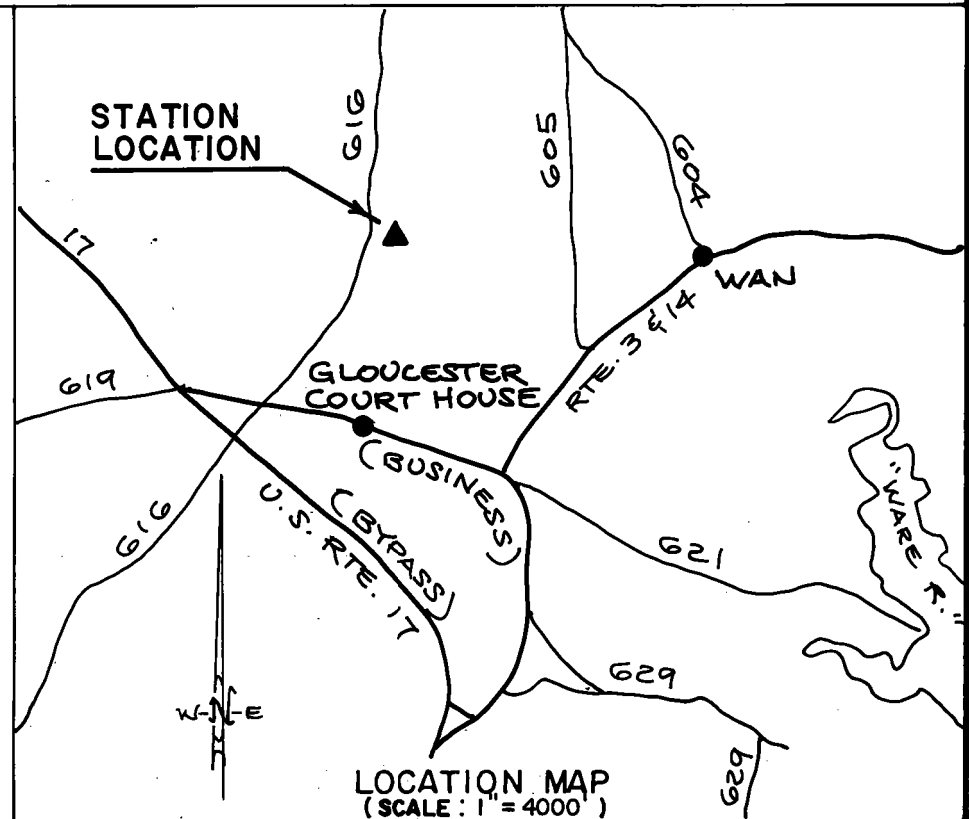 STATION
LOCATION
616
605
604
17
WAN
RTE. 3 & 14
619
GLOUCESTER
COURT HOUSE
(BUSINESS)
(BYPASS)
U.S. RTE. 17
616
621
"WARE R."
629
W-N-E
629
LOCATION MAP
(SCALE: 1" = 4000')